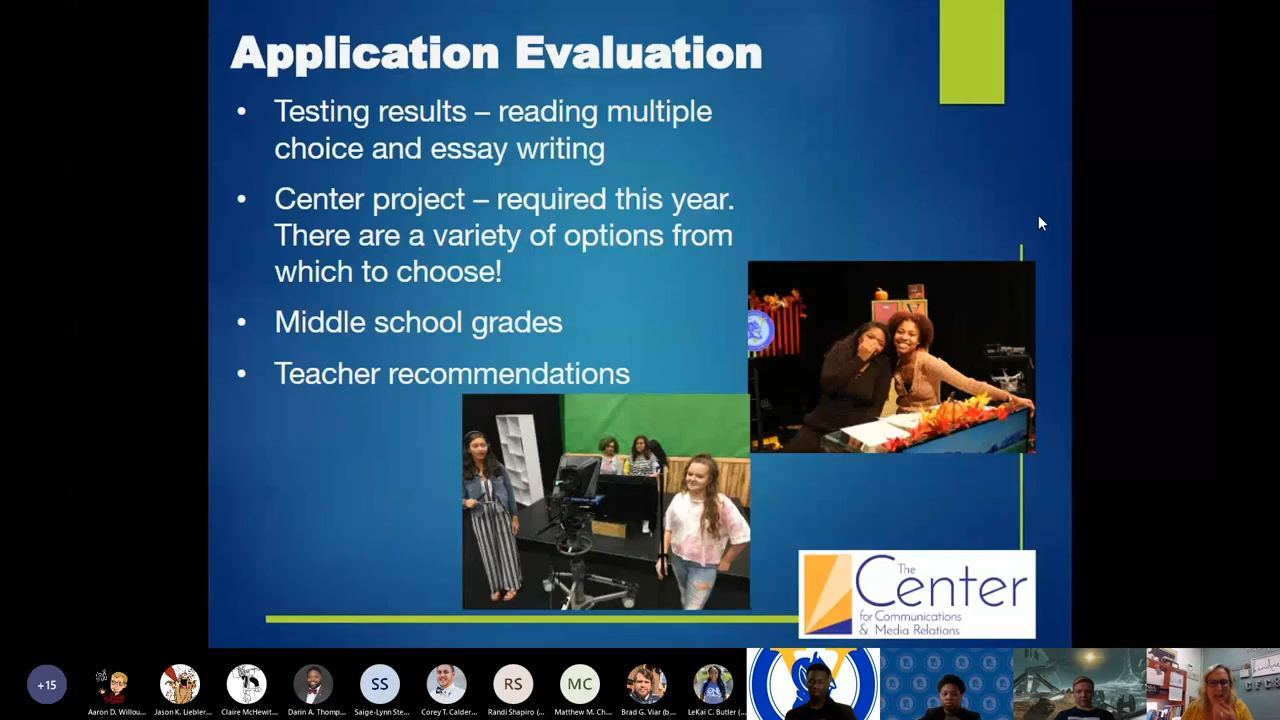 Application Evaluation
• Testing results – reading multiple
choice and essay writing
• Center project – required this year.
There are a variety of options from
which to choose!
• Middle school grades
• Teacher recommendations
The
Center
for Communications
& Media Relations
+15
SS
RS
MC
Aaron D. Willou...
Jason K. Liebler...
Claire McHewit...
Darin A. Thomp...
Saige-Lynn Ste...
Corey T. Calder...
Randi Shapiro (...
Matthew M. Ch...
Brad G. Viar (b...
LeKai C. Butler (...